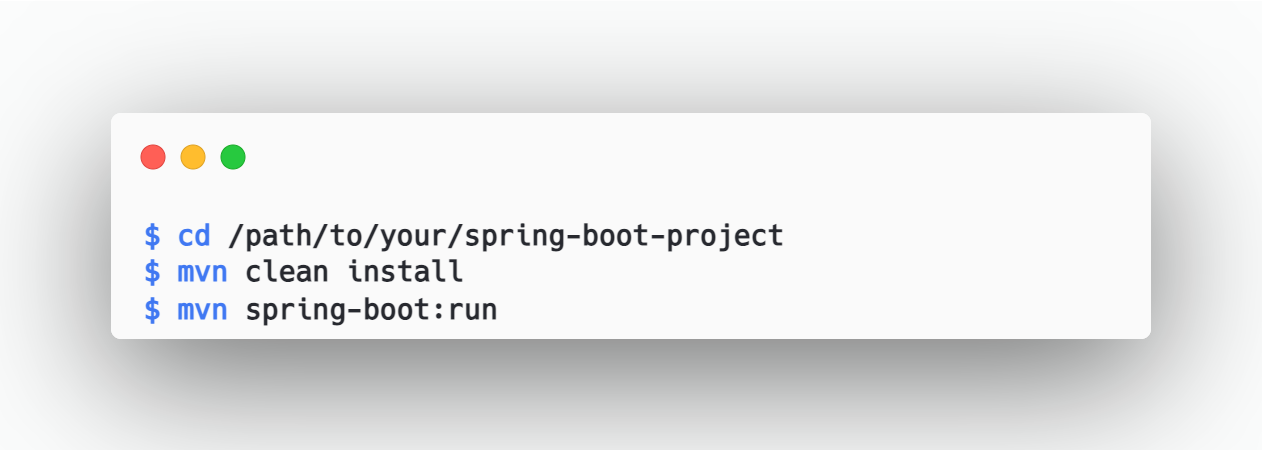 $ cd /path/to/your/spring-boot-project
$ mvn clean install
$ mvn spring-boot:run